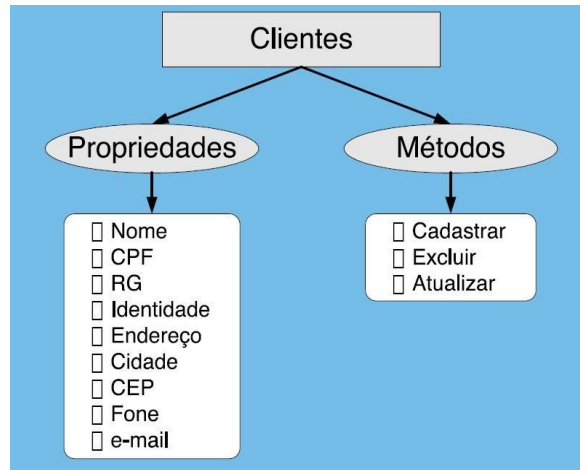 Clientes
Propriedades
Métodos
Nome
CPF
RG
Identidade
Endereço
Cidade
CEP
Fone
e-mail
Cadastrar
Excluir
Atualizar